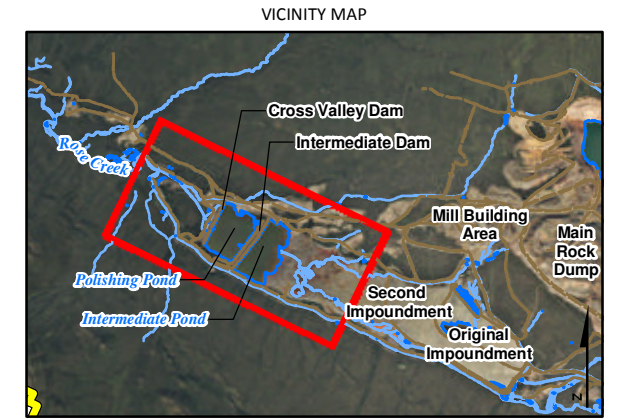 VICINITY MAP
Cross Valley Dam
Intermediate Dam
Rose Creek
Mill Building
Area
Main
Rock
Dump
Polishing Pond
Intermediate Pond
Second
Impoundment
Original
Impoundment
N